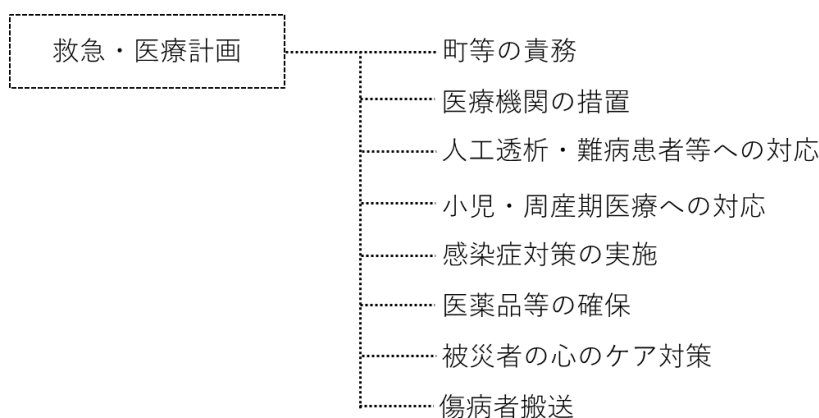 救急・医療計画
町等の責務
医療機関の措置
人工透析・難病患者等への対応
小児・周産期医療への対応
感染症対策の実施
医薬品等の確保
被災者の心のケア対策
傷病者搬送